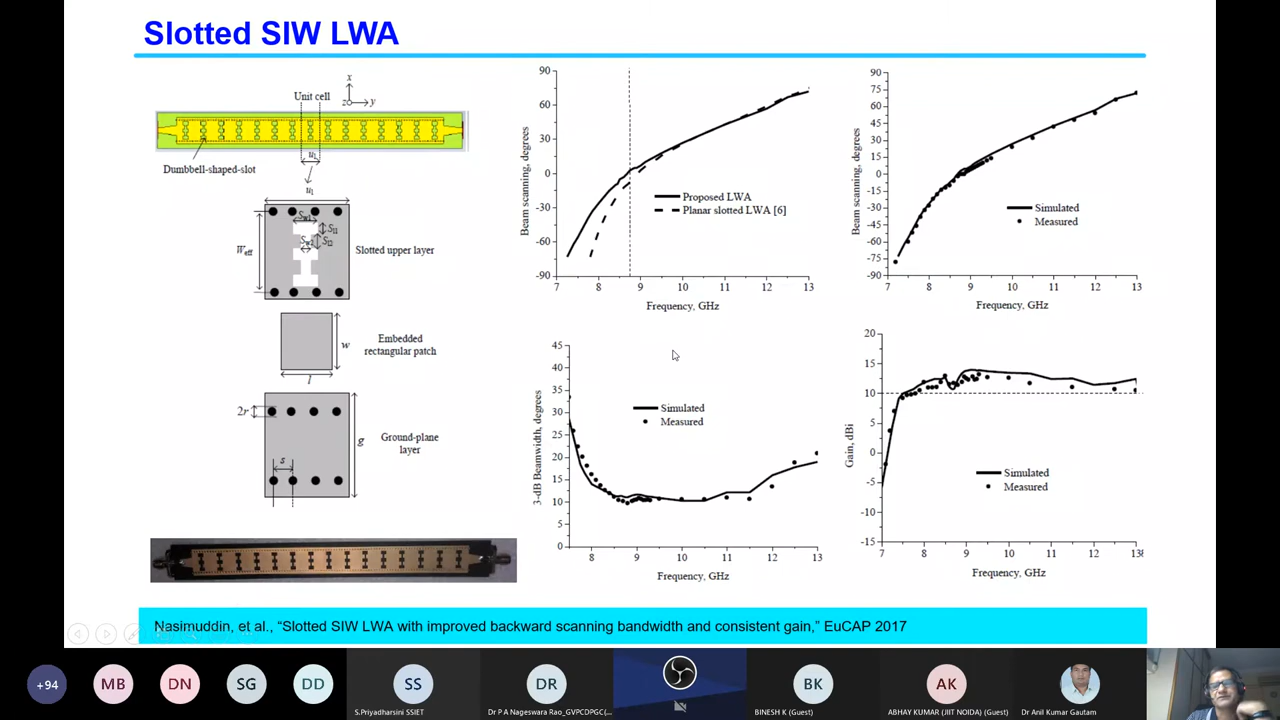 Slotted SIW LWA
x
Unit cell
z
y
Dumbbell-shaped-slot
u1
u1
Sw1
Sl1
Sw2
Sl2
Weff
Slotted upper layer
w
Embedded
rectangular patch
l
2r
g
Ground-plane
layer
s
90
60
30
0
-30
-60
-90
Beam scanning, degrees
Proposed LWA
Planar slotted LWA [6]
7 8 9 10 11 12 13
Frequency, GHz
90
75
60
45
30
15
0
-15
-30
-45
-60
-75
-90
Beam scanning, degrees
Simulated
Measured
7 8 9 10 11 12 13
Frequency, GHz
45
40
35
30
25
20
15
10
5
0
3-dB Beamwidth, degrees
Simulated
Measured
8 9 10 11 12 13
Frequency, GHz
20
15
10
5
0
-5
-10
-15
Gain, dBi
Simulated
Measured
7 8 9 10 11 12 13
Frequency, GHz
Nasimuddin, et al., “Slotted SIW LWA with improved backward scanning bandwidth and consistent gain,” EuCAP 2017
+94
MB
DN
SG
DD
SS
S.Priyadharsini SSIET
DR
Dr P A Nageswara Rao_GVPCDPGC(...
BK
BINESH K (Guest)
AK
ABHAY KUMAR (JIIT NOIDA) (Guest)
Dr Anil Kumar Gautam